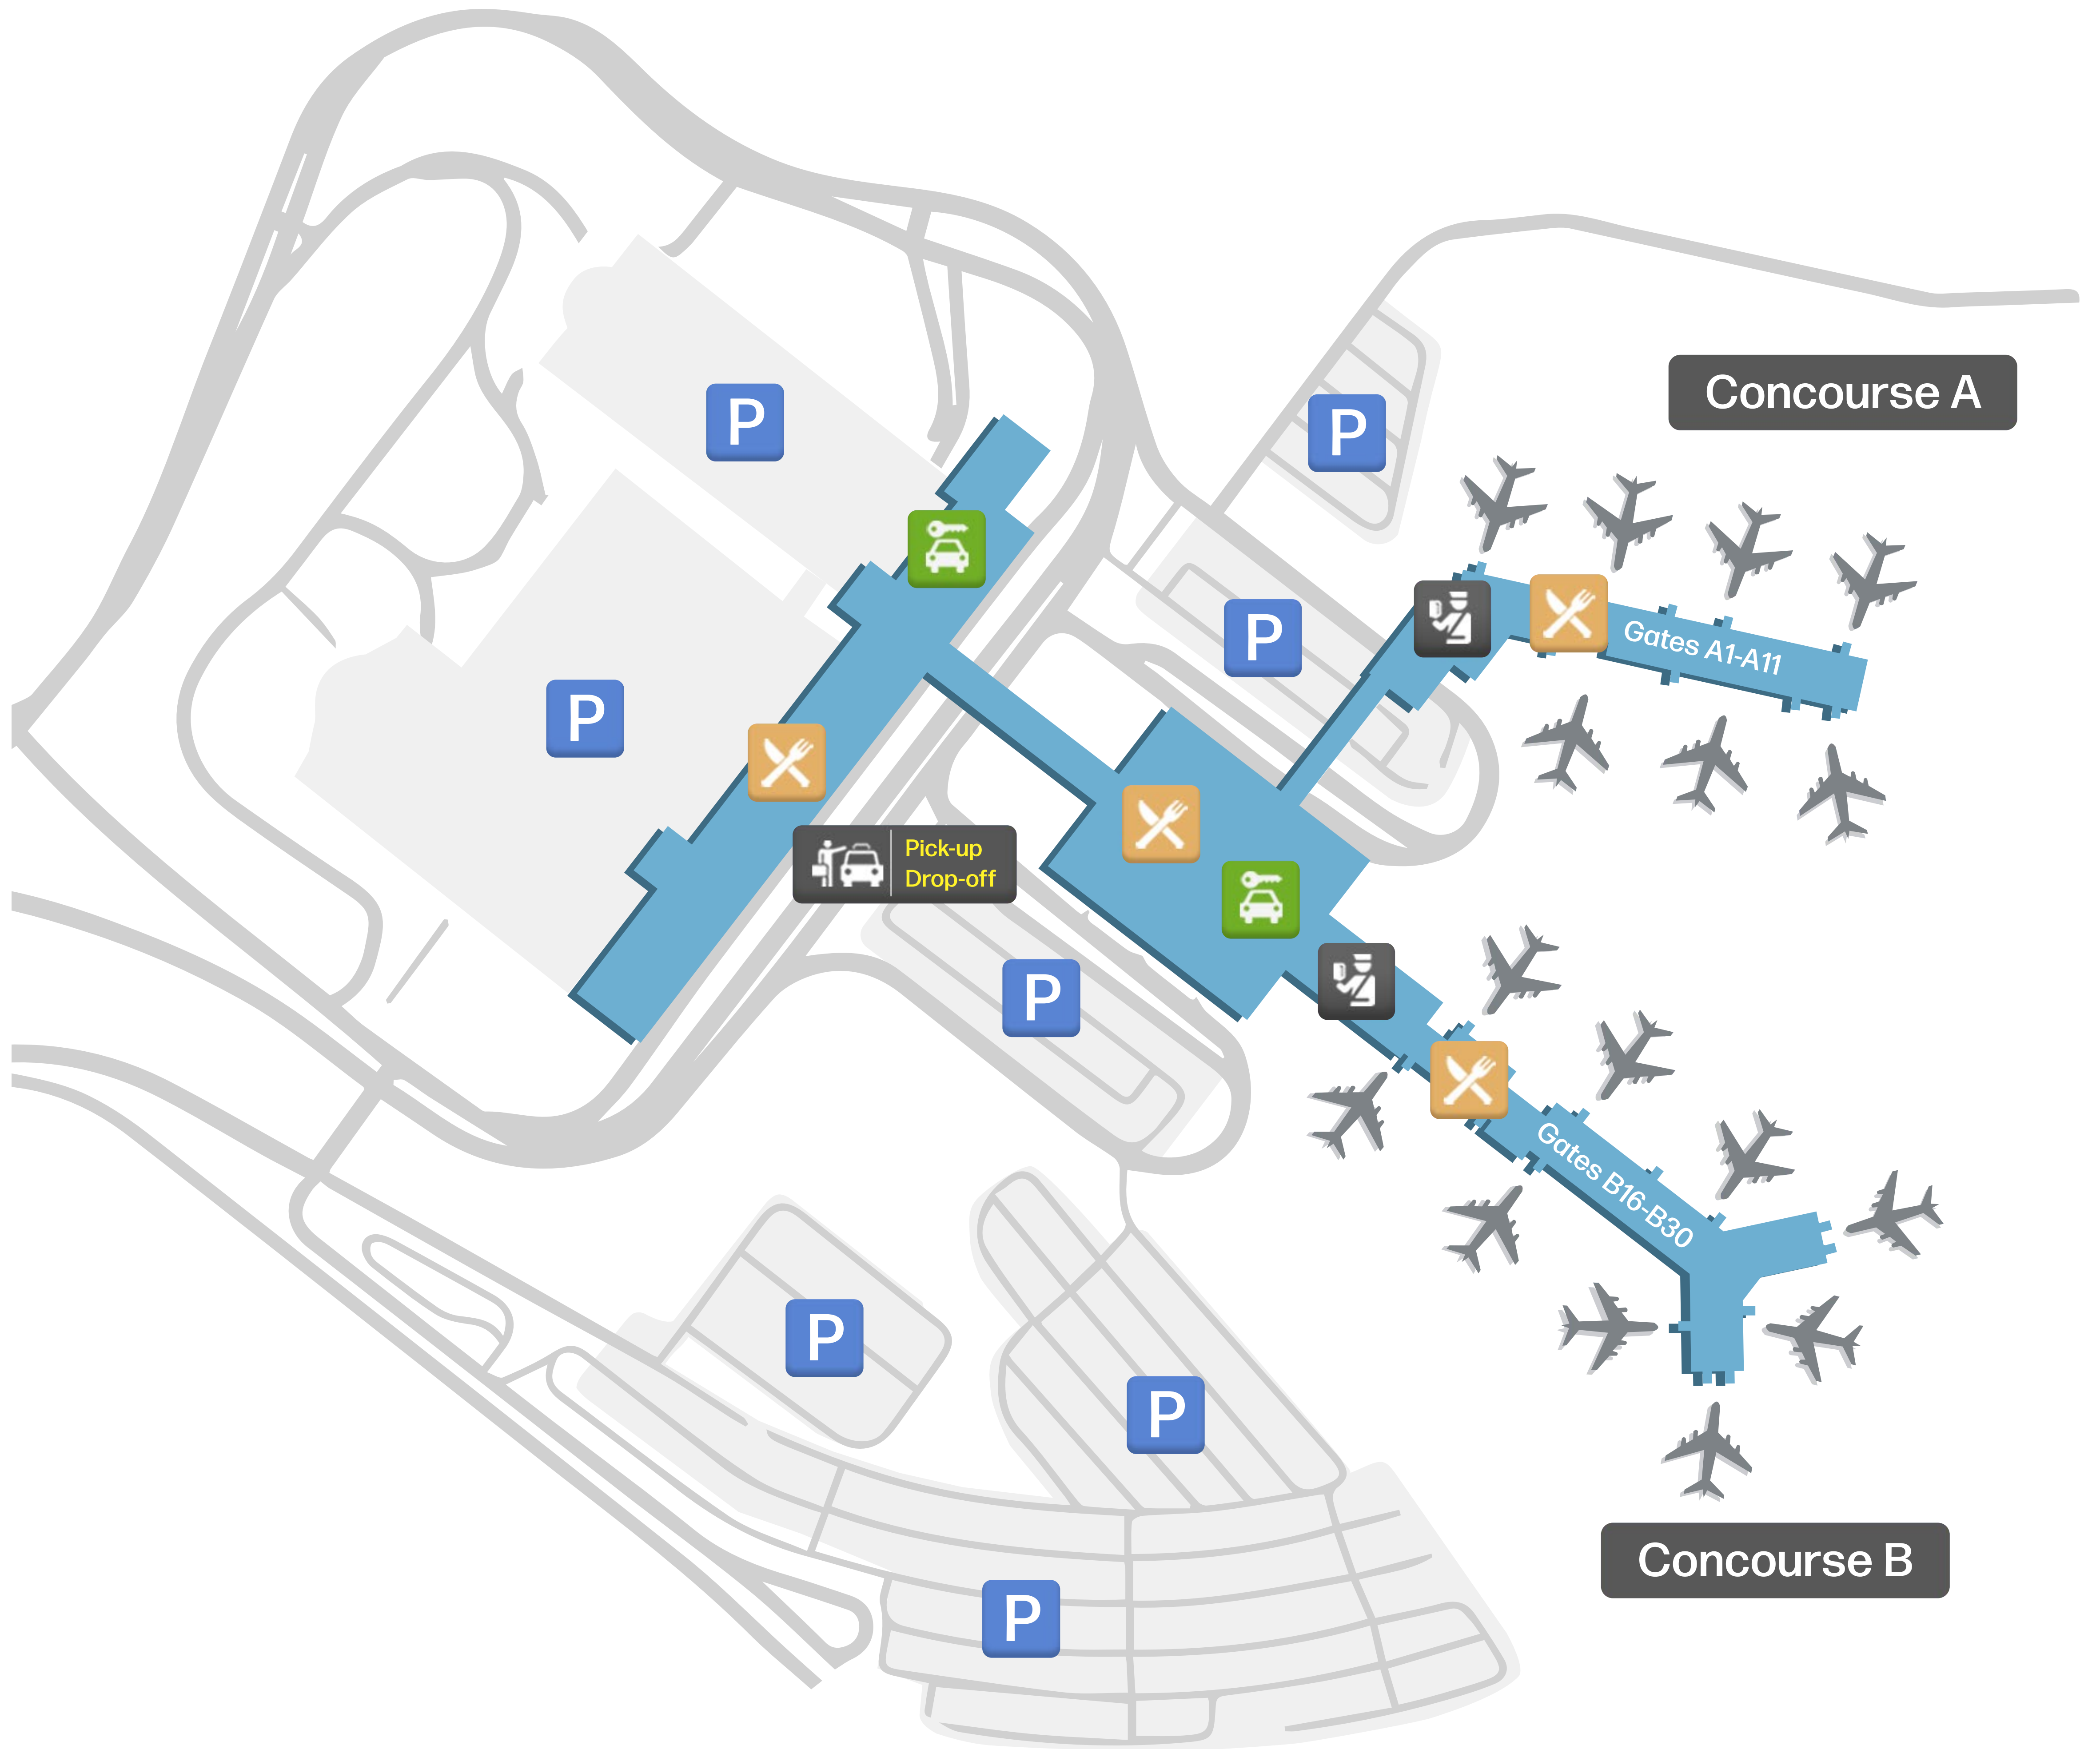 Concourse A
P
P
Gates A1-A11
P
P
Pick-up
Drop-off
P
Gates B16-B30
P
P
Concourse B
P